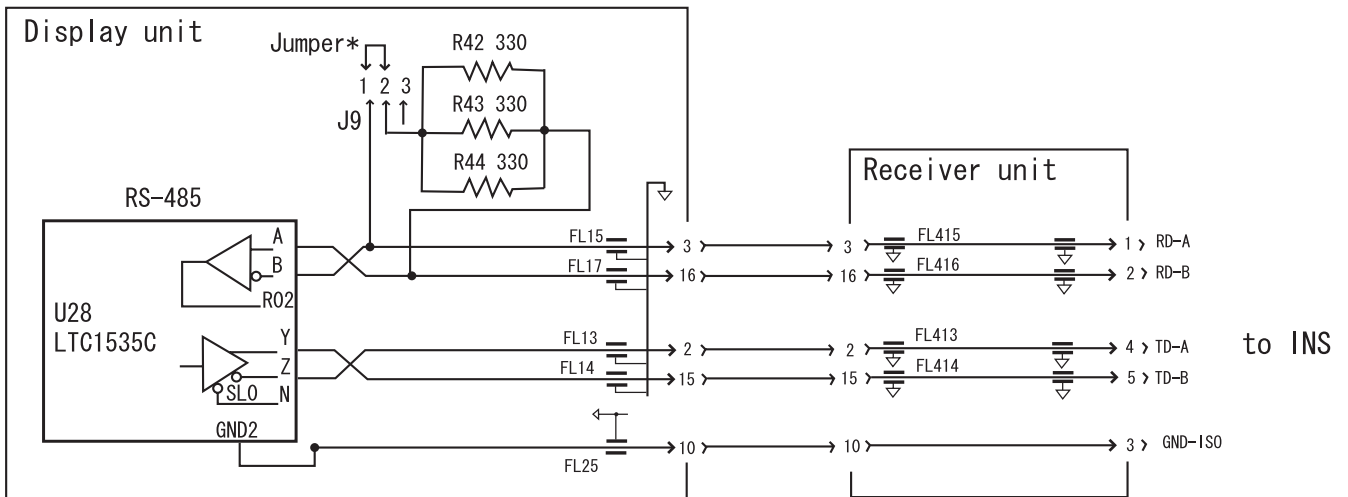 Display unit
Jumper*
R42 330
1 2 3
R43 330
J9
R44 330
Receiver unit
RS-485
A
FL15
3
3
FL415
1 RD-A
B
FL17
16
16
FL416
2 RD-B
RO2
U28
LTC1535C
Y
FL13
2
2
FL413
4 TD-A
to INS
Z
FL14
15
15
FL414
5 TD-B
SLO
N
GND2
10
10
3 GND-ISO
FL25